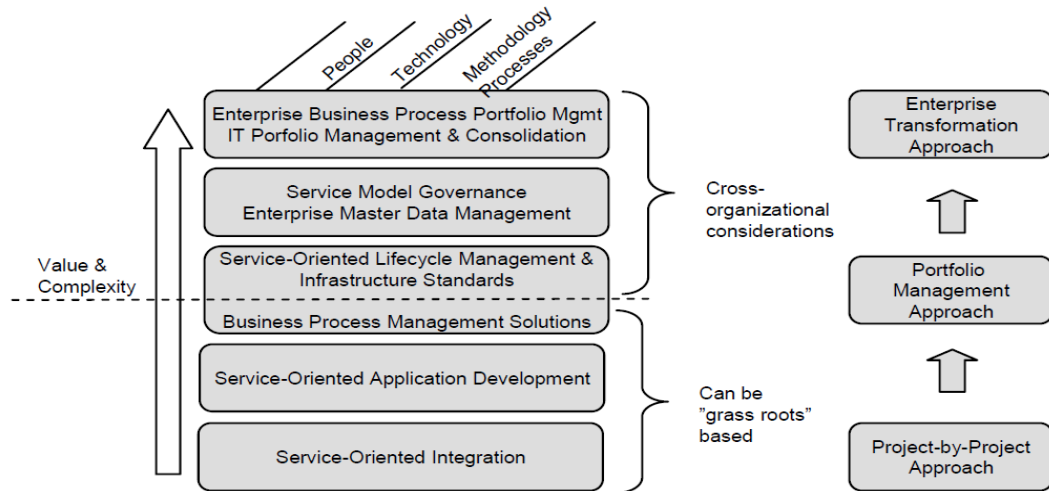 People
Technology
Methodology
Processes
Enterprise Business Process Portfolio Mgmt
IT Porfolio Management & Consolidation
Service Model Governance
Enterprise Master Data Management
Service-Oriented Lifecycle Management &
Infrastructure Standards
Business Process Management Solutions
Service-Oriented Application Development
Service-Oriented Integration
Value &
Complexity
Cross-
organizational
considerations
Can be
”grass roots”
based
Enterprise
Transformation
Approach
Portfolio
Management
Approach
Project-by-Project
Approach